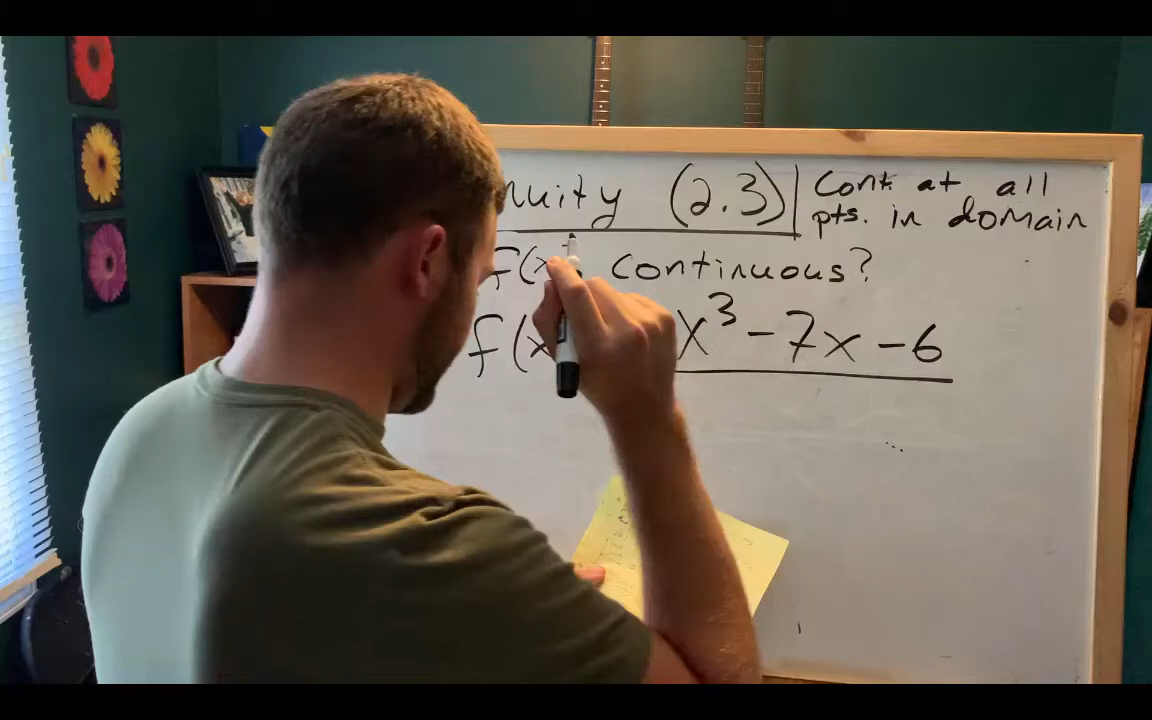 nuity (2.3)
Cont. at all
pts. in domain
f(x continuous?
f(x x³ - 7x - 6